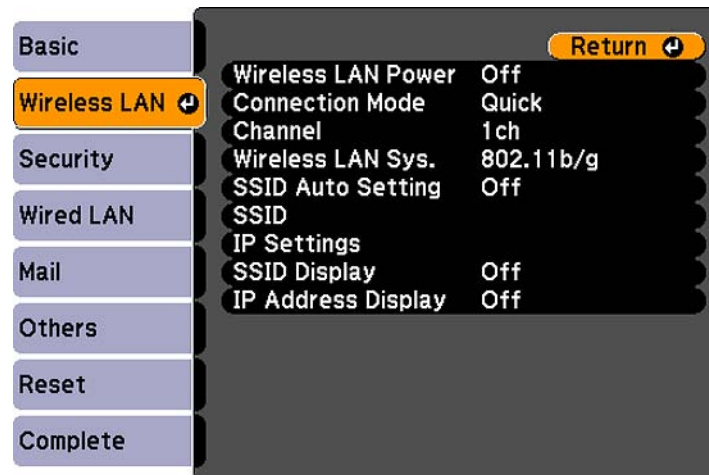 Basic
Wireless LAN
Security
Wired LAN
Mail
Others
Reset
Complete
Return
Wireless LAN Power Off
Connection Mode Quick
Channel 1ch
Wireless LAN Sys. 802.11b/g
SSID Auto Setting Off
SSID
IP Settings
SSID Display Off
IP Address Display Off